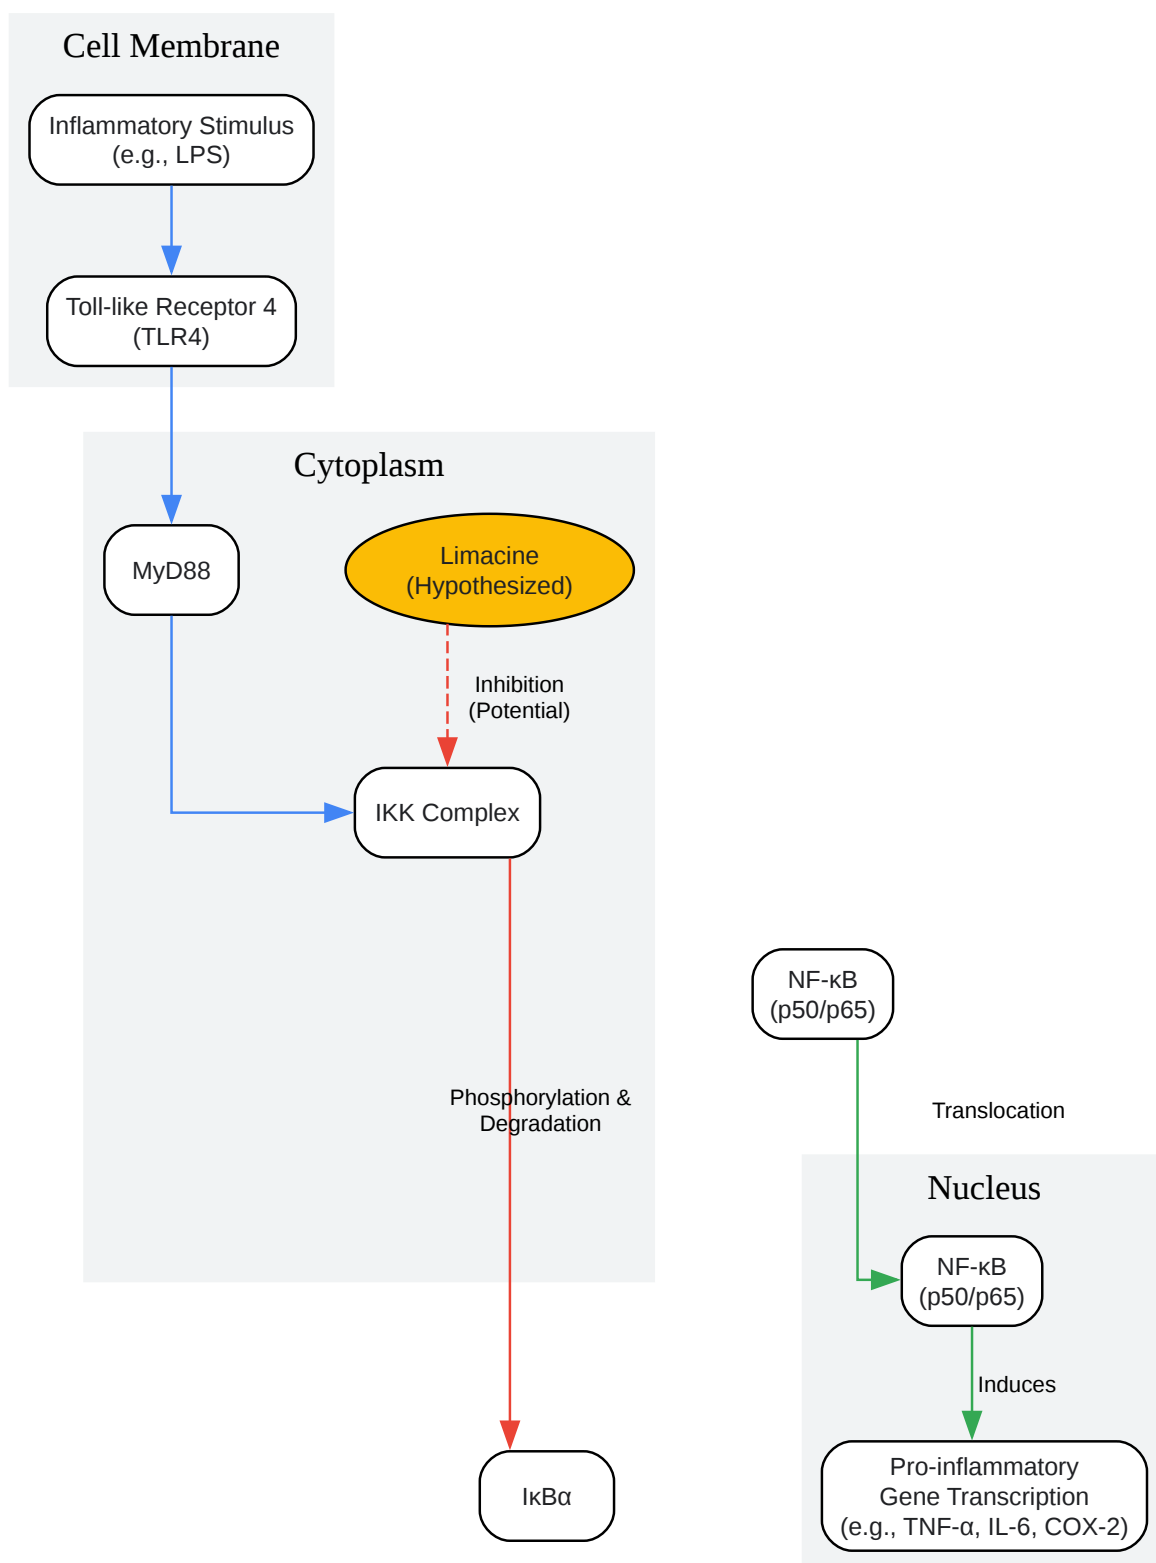 Cell Membrane
Inflammatory Stimulus
(e.g., LPS)
Toll-like Receptor 4
(TLR4)
Cytoplasm
MyD88
Limacine
(Hypothesized)
Inhibition
(Potential)
IKK Complex
NF-κB
(p50/p65)
Phosphorylation &
Degradation
Translocation
Nucleus
NF-κB
(p50/p65)
Induces
Pro-inflammatory
Gene Transcription
(e.g., TNF-α, IL-6, COX-2)
IκBα